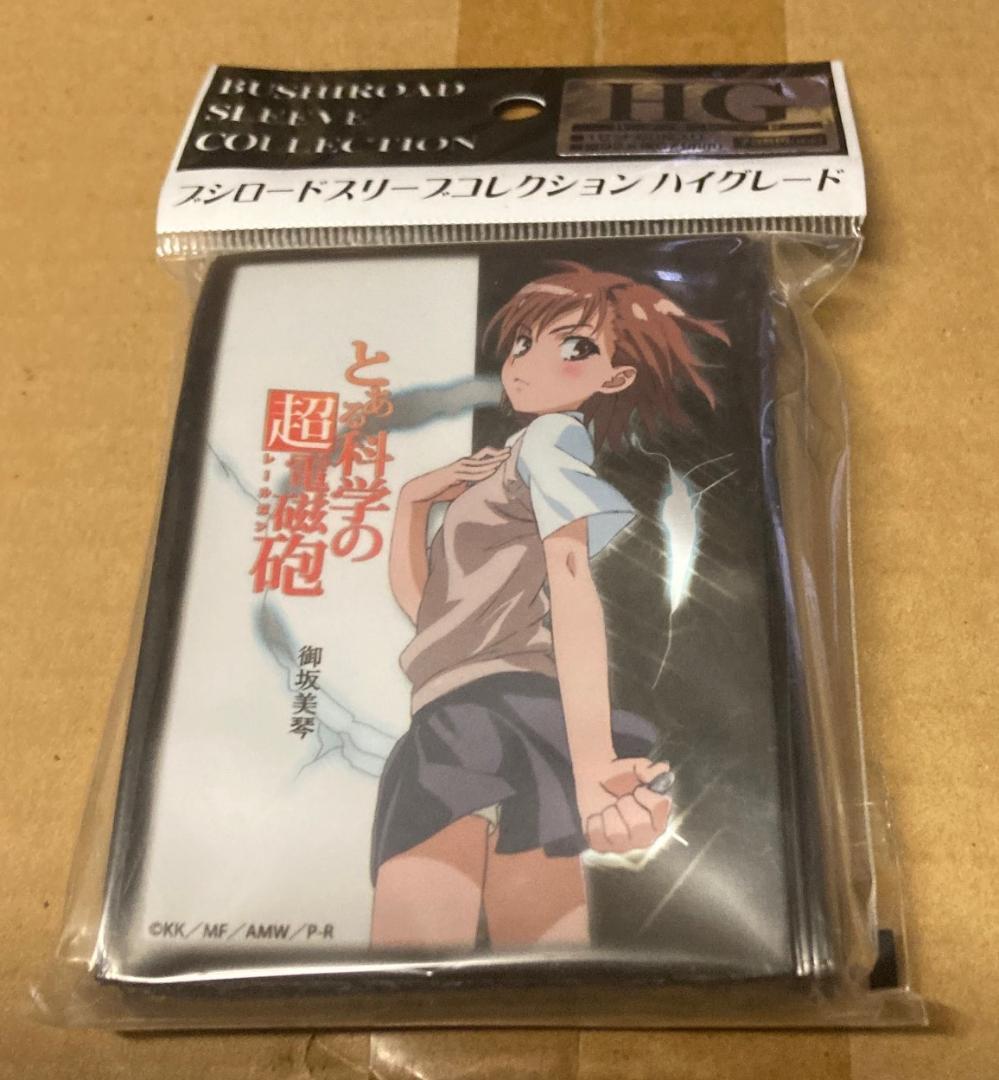 BUSHIROAD
SLEEVE
COLLECTION
HG
ブシロードスリーブコレクション ハイグレード
とある科学の
超電磁砲
レールガン
御坂美琴
©KK/MF/AMW/P-R